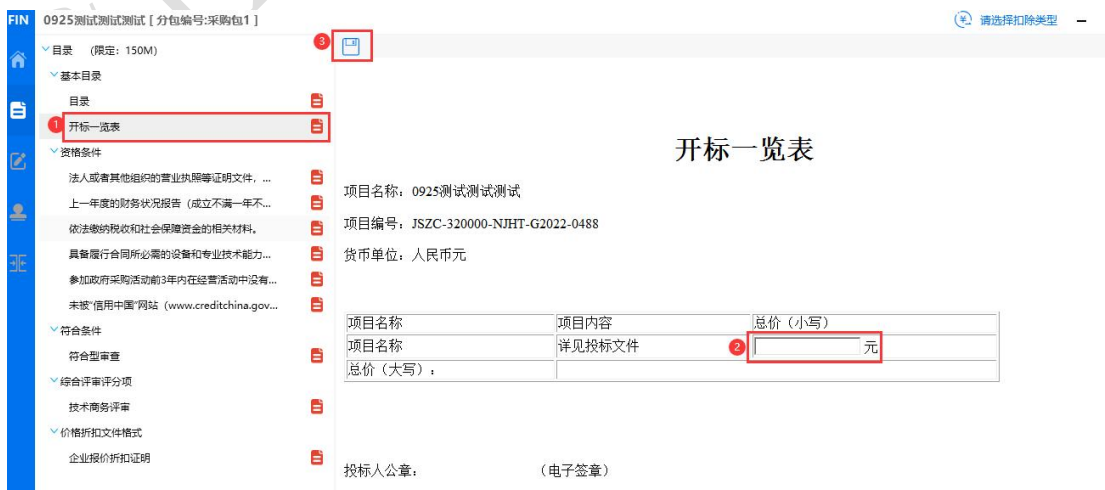 FIN 0925测试测试测试 [ 分包编号:采购包1 ] 请选择扣除类型
目录 (限定: 150M)
3
基本目录
目录
1 开标一览表
资格条件
法人或者其他组织的营业执照等证明文件，...
上一年度的财务状况报告（成立不满一年不...
依法缴纳税收和社会保障资金的相关材料。
具备履行合同所必需的设备和专业技术能力...
参加政府采购活动前3年内在经营活动中没有...
未被"信用中国"网站（www.creditchina.gov...
符合条件
符合型审查
综合评审评分项
技术商务评审
价格折扣文件格式
企业报价折扣证明
开标一览表
项目名称：0925测试测试测试
项目编号：JSZC-320000-NJHT-G2022-0488
货币单位：人民币元
项目名称 项目内容 总价（小写）
项目名称 详见投标文件 2 元
总价（大写）：
投标人公章： （电子签章）